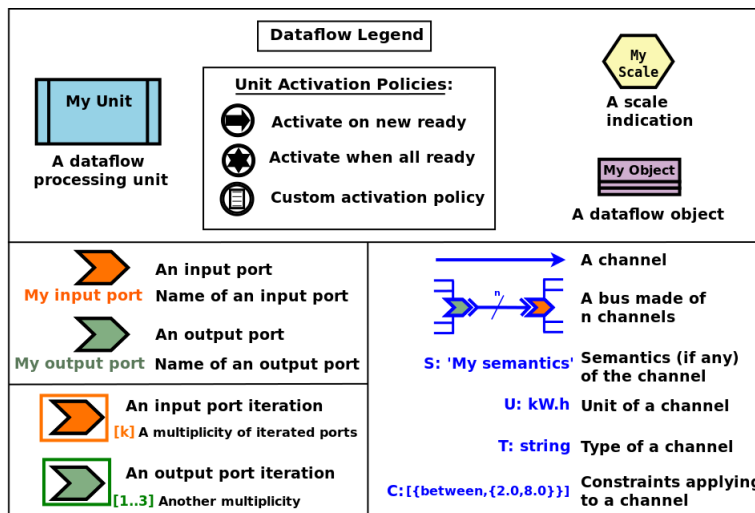 Dataflow Legend
My Unit
A dataflow
processing unit
Unit Activation Policies:
Activate on new ready
Activate when all ready
Custom activation policy
My
Scale
A scale
indication
My Object
A dataflow object
An input port
My input port
Name of an input port
An output port
My output port
Name of an output port
An input port iteration
[k]
A multiplicity of iterated ports
An output port iteration
[1..3]
Another multiplicity
A channel
n
A bus made of
n channels
S: 'My semantics'
Semantics (if any)
of the channel
U: kW.h
Unit of a channel
T: string
Type of a channel
C:[{between,{2.0,8.0}}]
Constraints applying
to a channel